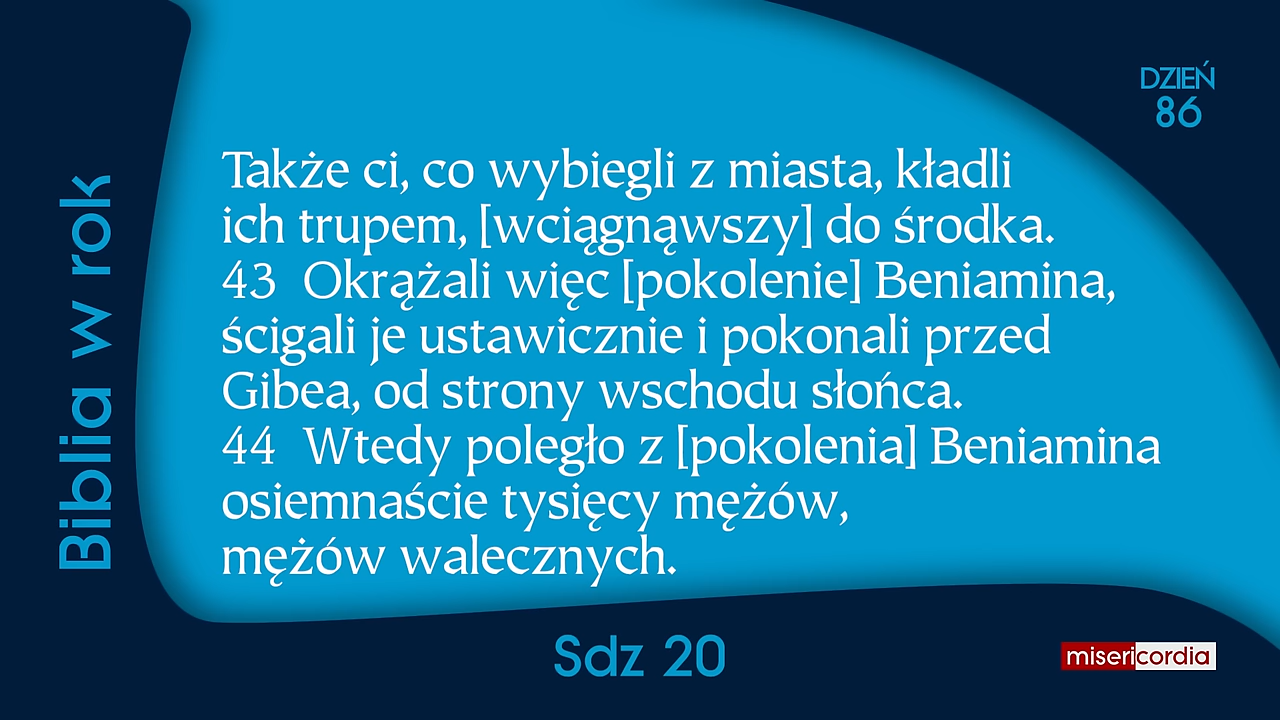 DZIEŃ
86
Biblia w rok
Także ci, co wybiegli z miasta, kładli
ich trupem, [wciągnąwszy] do środka.
43 Okrążali więc [pokolenie] Beniamina,
ścigali je ustawicznie i pokonali przed
Gibea, od strony wschodu słońca.
44 Wtedy poległo z [pokolenia] Beniamina
osiemnaście tysięcy mężów,
mężów walecznych.
Sdz 20
misericordia